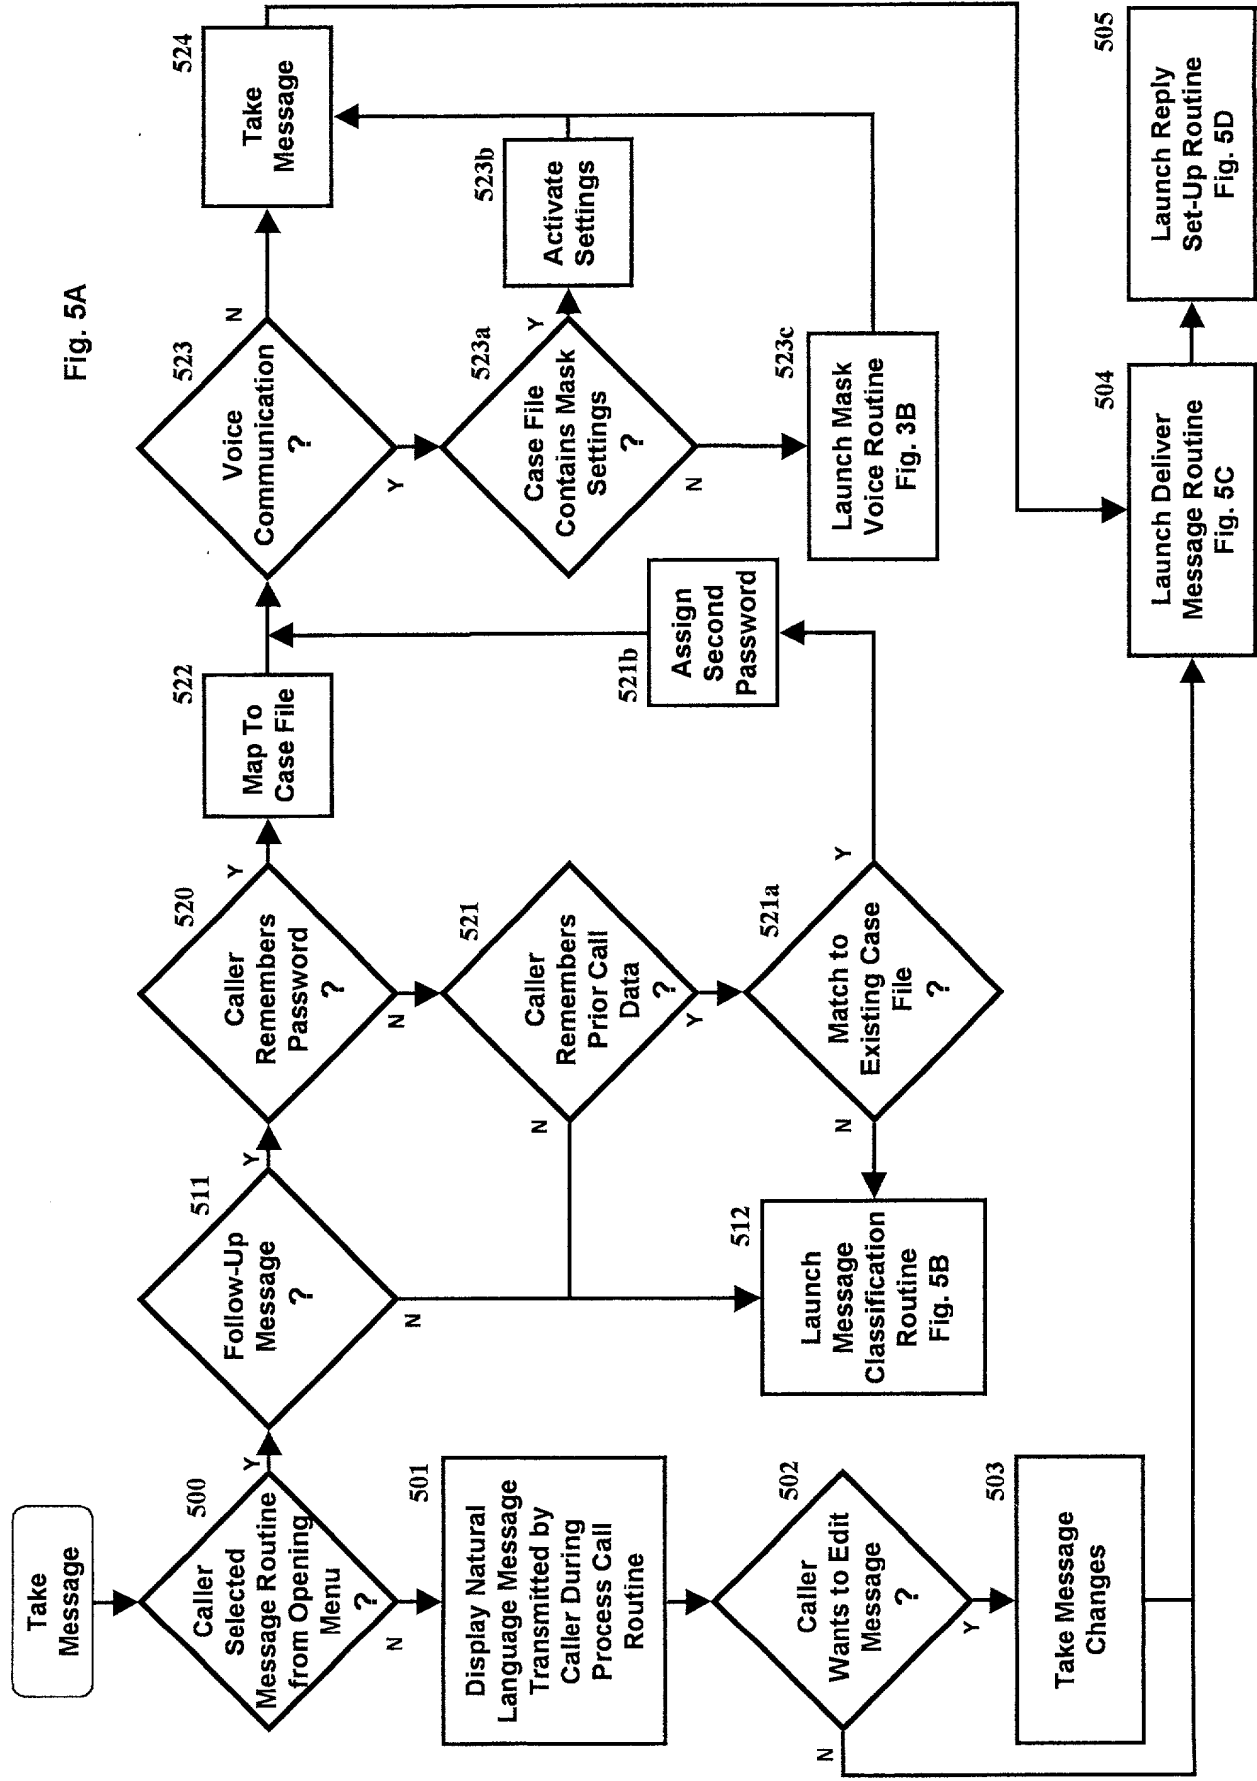 Fig. 5A
Take
Message
500
Caller
Selected
Message Routine
from Opening
Menu
?
Y
N
501
Display Natural
Language Message
Transmitted by
Caller During
Process Call
Routine
502
Caller
Wants to Edit
Message
?
N
Y
503
Take Message
Changes
511
Follow-Up
Message
?
Y
N
512
Launch
Message
Classification
Routine
Fig. 5B
520
Caller
Remembers
Password
?
Y
N
521
Caller
Remembers
Prior Call
Data
?
N
Y
521a
Match to
Existing Case
File
?
Y
N
522
Map To
Case File
521b
Assign
Second
Password
523
Voice
Communication
?
N
Y
523a
Case File
Contains Mask
Settings
?
Y
N
523b
Activate
Settings
523c
Launch Mask
Voice Routine
Fig. 3B
524
Take
Message
504
Launch Deliver
Message Routine
Fig. 5C
505
Launch Reply
Set-Up Routine
Fig. 5D